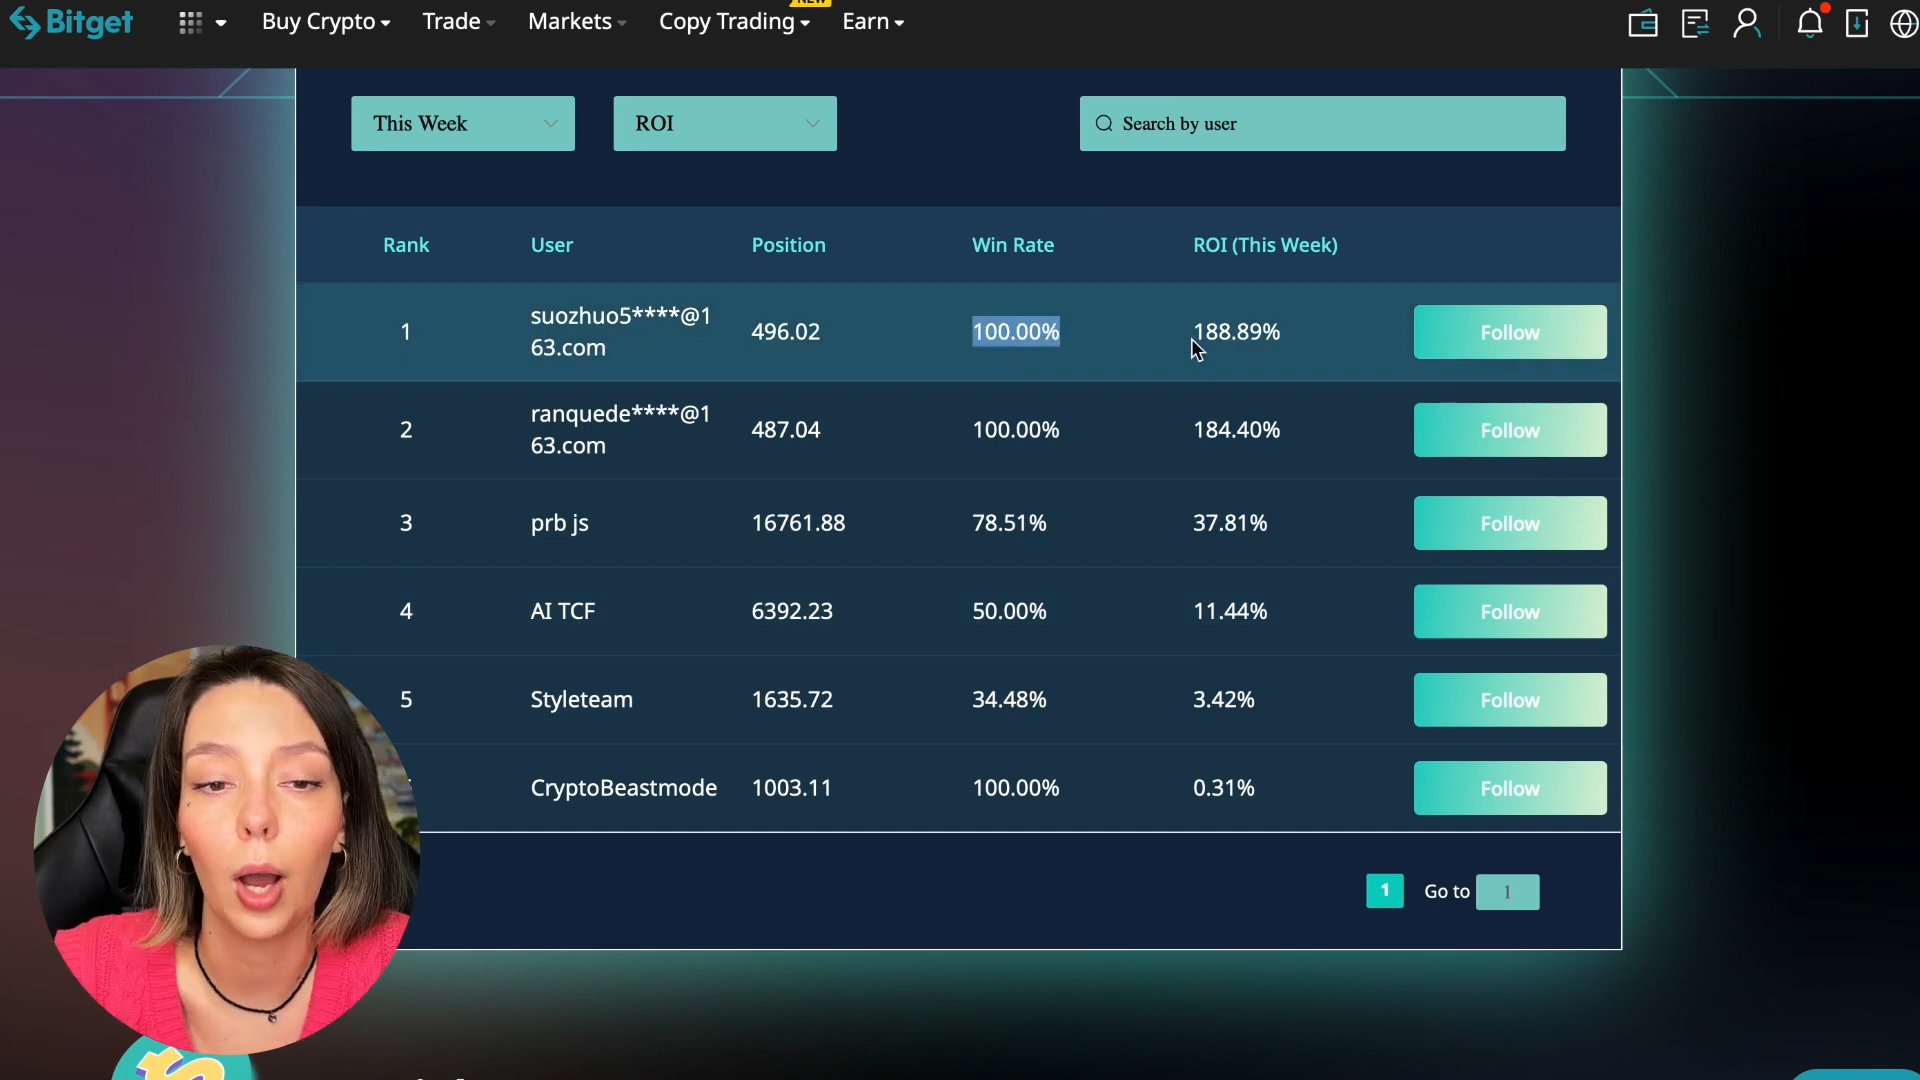 Bitget
Buy Crypto
Trade
Markets
Copy Trading
NEW
Earn
This Week
ROI
Search by user
Rank
User
Position
Win Rate
ROI (This Week)
1
suozhuo5****@1
63.com
496.02
100.00%
188.89%
Follow
2
ranquede****@1
63.com
487.04
100.00%
184.40%
Follow
3
prb js
16761.88
78.51%
37.81%
Follow
4
AI TCF
6392.23
50.00%
11.44%
Follow
5
Styleteam
1635.72
34.48%
3.42%
Follow
CryptoBeastmode
1003.11
100.00%
0.31%
Follow
1
Go to
1